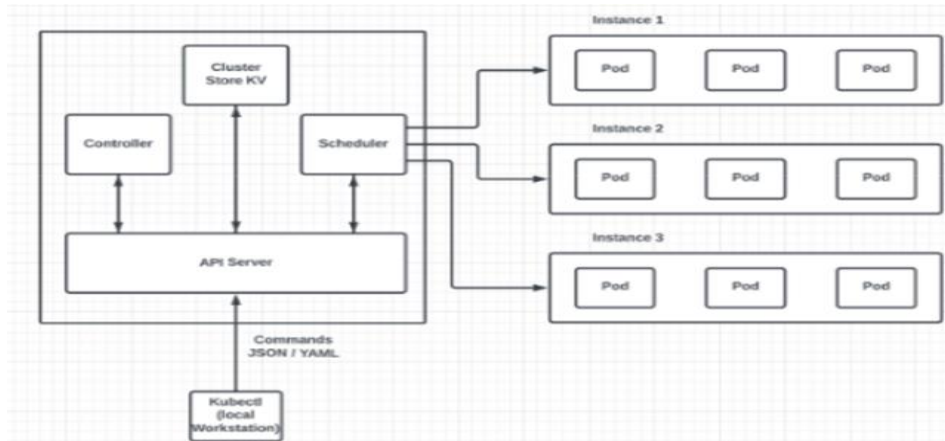 Instance 1
Cluster
Store KV
Pod
Pod
Pod
Controller
Scheduler
Instance 2
Pod
Pod
Pod
API Server
Instance 3
Pod
Pod
Pod
Commands
JSON / YAML
Kubectl
(local
Workstation)